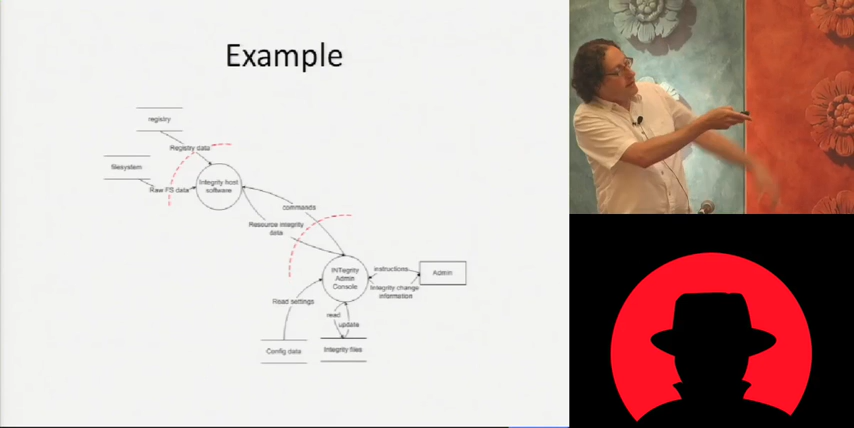 Example
registry
Registry data
filesystem
Raw FS data
Integrity host
software
commands
Resource integrity
data
INTegrity
Admin
Console
instructions
Admin
Integrity change
information
Read settings
read
update
Config data
Integrity files